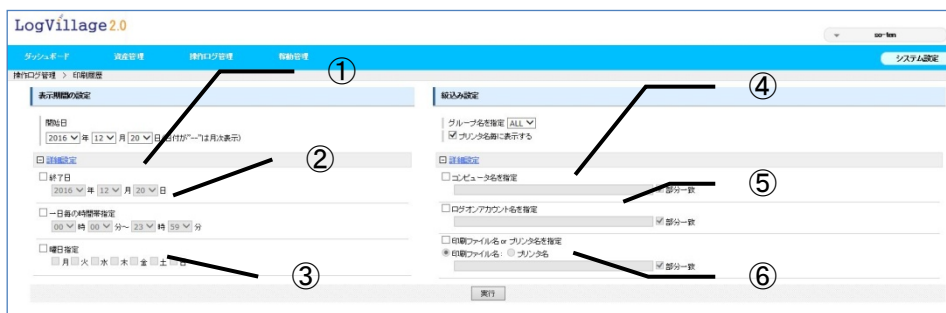 LogVillage2.0
so-ten
ダッシュボード 資産管理 操作ログ管理 稼動管理
システム設定
操作ログ管理 > 印刷履歴
①
表示期間の設定
開始日
2016 年 12 月 20 日(日付が"--"は月次表示)
詳細設定
②
終了日
2016 年 12 月 20 日
一日毎の時間帯指定
00 時 00 分~ 23 時 59 分
曜日指定
月 火 水 木 金 土 日
③
絞込み設定
④
グループ名を指定 ALL
プリンタ名毎に表示する
詳細設定
コンピュータ名を指定
部分一致
⑤
ログオンアカウント名を指定
部分一致
印刷ファイル名 or プリンタ名を指定
印刷ファイル名: プリンタ名
部分一致
⑥
実行